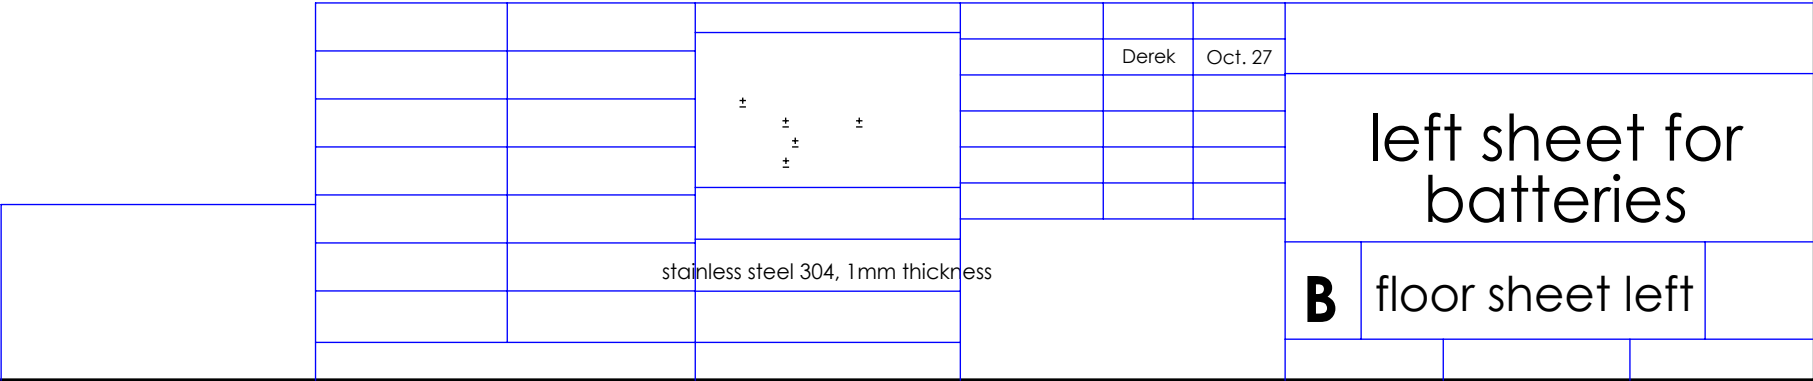 Derek
Oct. 27
±
± ±
±
±
left sheet for
batteries
stainless steel 304, 1mm thickness
B
floor sheet left